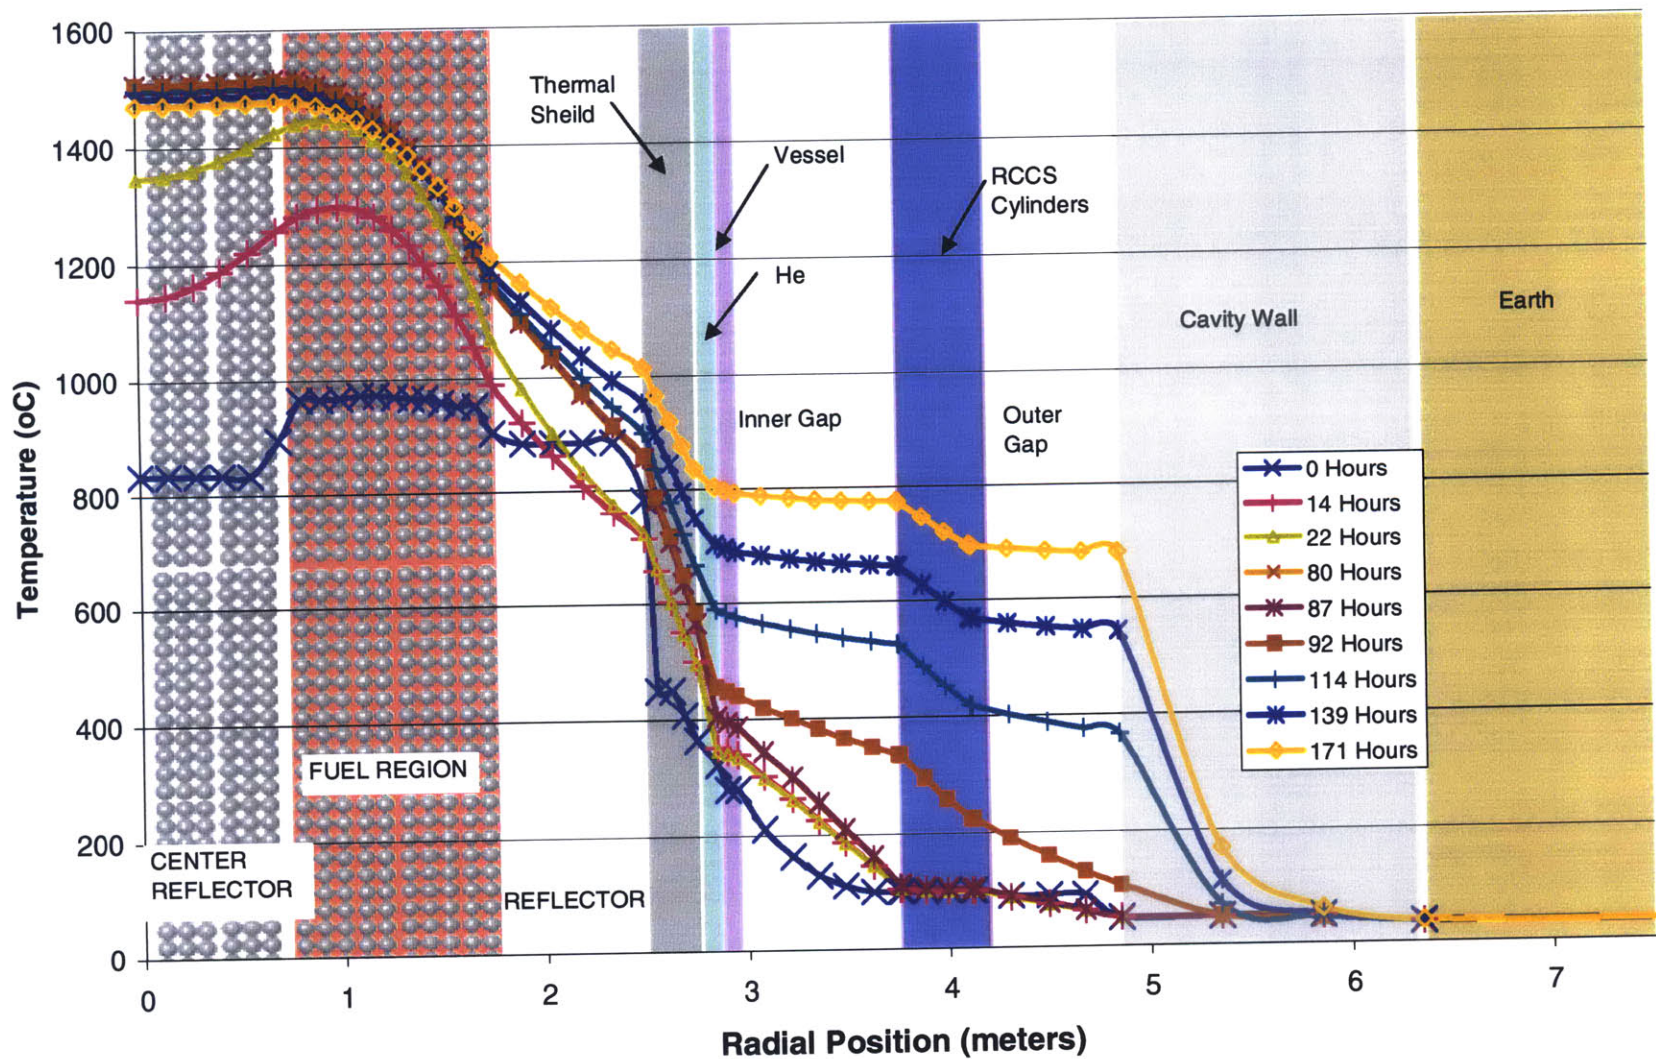 1600
1400
1200
1000
800
600
400
200
0
Temperature (oC)
Thermal
Sheild
Vessel
He
RCCS
Cylinders
Inner Gap
Outer
Gap
Cavity Wall
Earth
FUEL REGION
CENTER
REFLECTOR
REFLECTOR
0 Hours
14 Hours
22 Hours
80 Hours
87 Hours
92 Hours
114 Hours
139 Hours
171 Hours
0
1
2
3
4
5
6
7
Radial Position (meters)